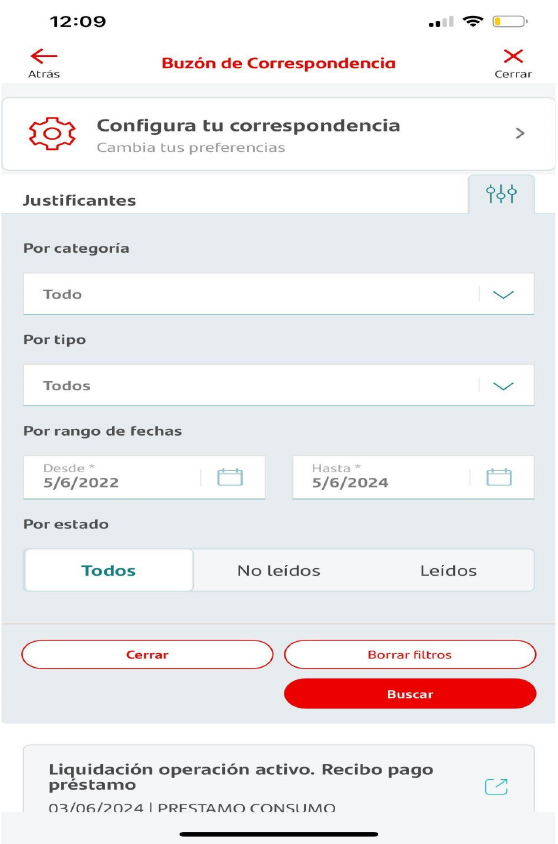 12:09
Atrás
Buzón de Correspondencia
Cerrar
Configura tu correspondencia
Cambia tus preferencias
Justificantes
Por categoría
Todo
Por tipo
Todos
Por rango de fechas
Desde *
5/6/2022
Hasta *
5/6/2024
Por estado
Todos
No leídos
Leídos
Cerrar
Borrar filtros
Buscar
Liquidación operación activo. Recibo pago
préstamo
03/06/2024 | PRESTAMO CONSUMO